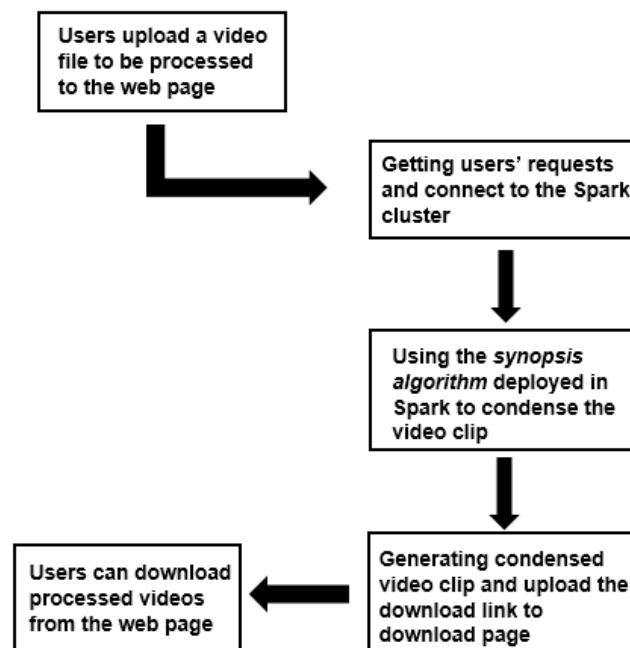 Users upload a video
file to be processed
to the web page
Getting users' requests
and connect to the Spark
cluster
Using the synopsis
algorithm deployed in
Spark to condense the
video clip
Generating condensed
video clip and upload the
download link to
download page
Users can download
processed videos
from the web page